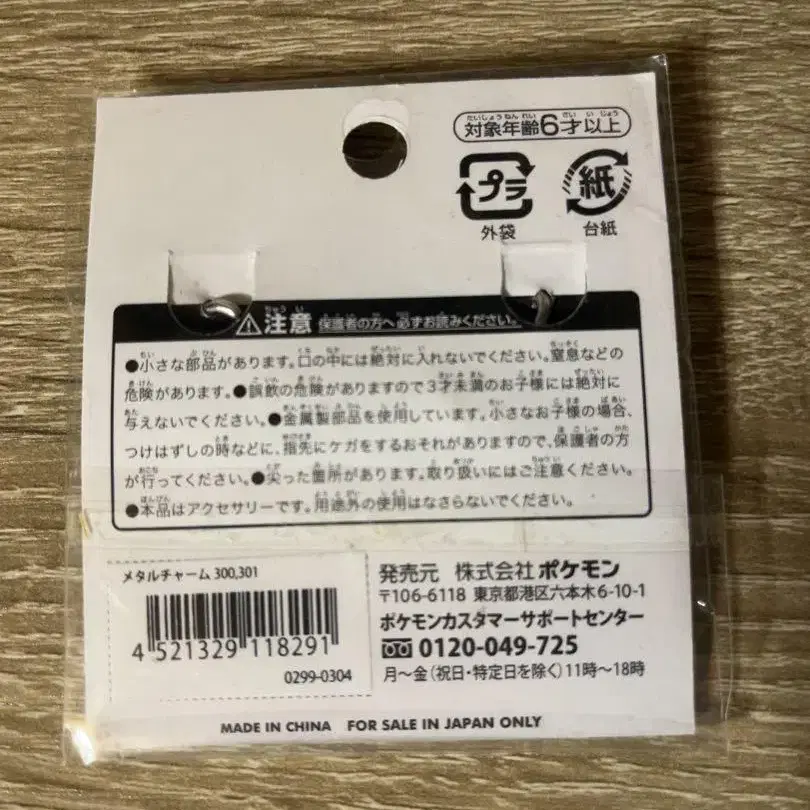 対象年齢6才以上
プラ
紙
外袋
台紙
注意 保護者の方へ必ずお読みください。
●小さな部品があります。口の中には絶対に入れないでください。窒息などの
危険があります。●誤飲の危険がありますので3才未満のお子様には絶対に
与えないでください。●金属製部品を使用しています。小さなお子様の場合、
つけはずしの時などに、指先にケガをするおそれがありますので、保護者の方
が行ってください。●尖った箇所があります。取り扱いにはご注意ください。
●本品はアクセサリーです。用途外の使用はなさらないでください。
メタルチャーム 300,301
4 521329 118291
0299-0304
発売元 株式会社 ポケモン
〒106-6118 東京都港区六本木6-10-1
ポケモンカスタマーサポートセンター
0120-049-725
月~金(祝日・特定日を除く)11時~18時
MADE IN CHINA FOR SALE IN JAPAN ONLY